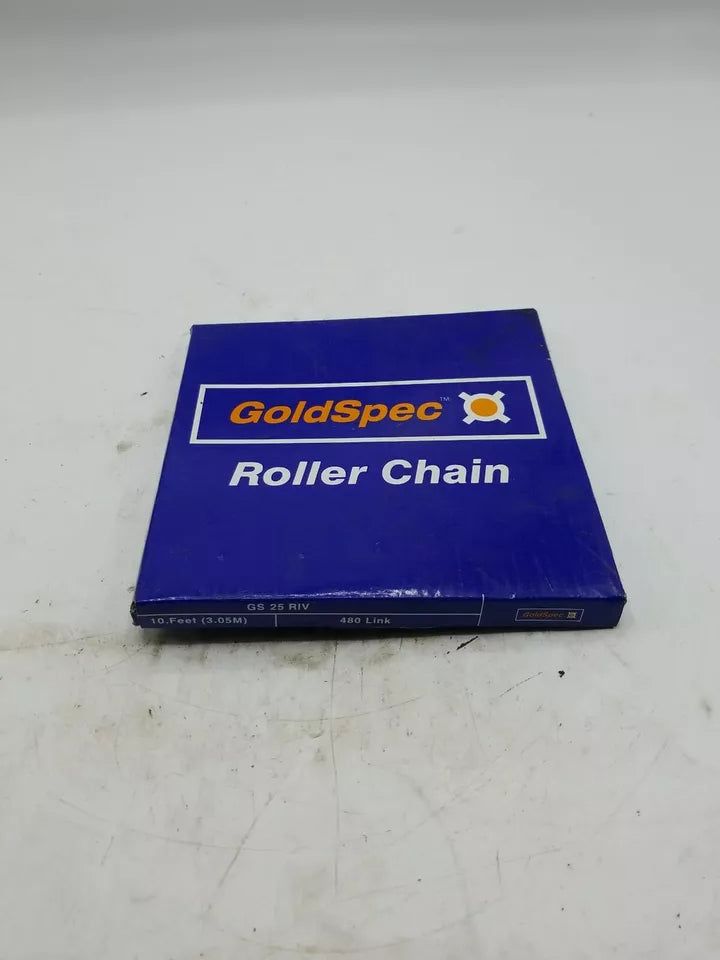 GoldSpec™
Roller Chain
GS 25 RIV
10.Feet (3.05M) 480 Link
GoldSpec